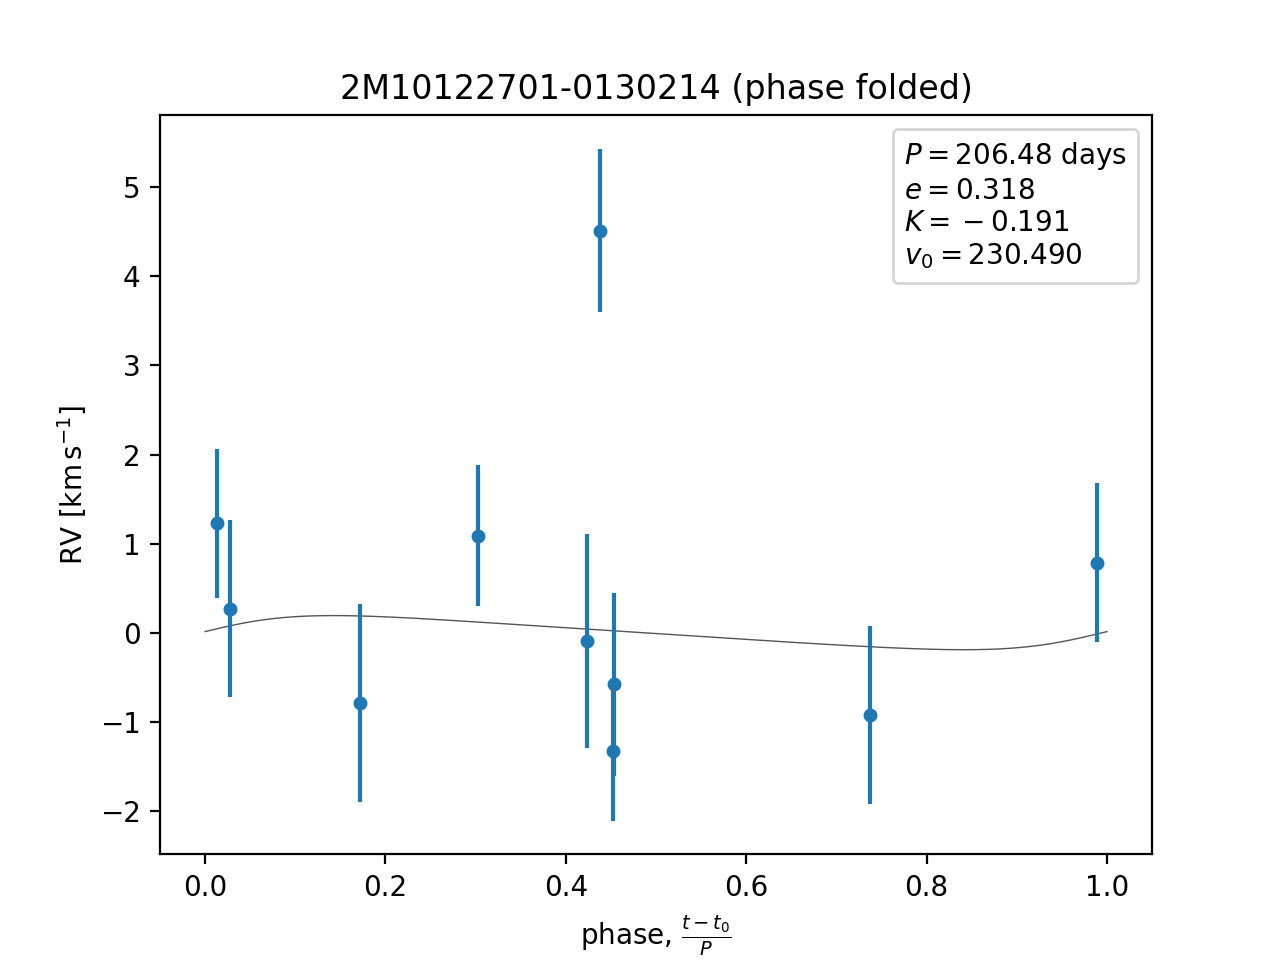 2M10122701-0130214 (phase folded)
P = 206.48 days
e = 0.318
K = −0.191
v₀ = 230.490
5
4
3
2
1
0
−1
−2
RV [km s⁻¹]
0.0 0.2 0.4 0.6 0.8 1.0
phase, (t − t₀)/P